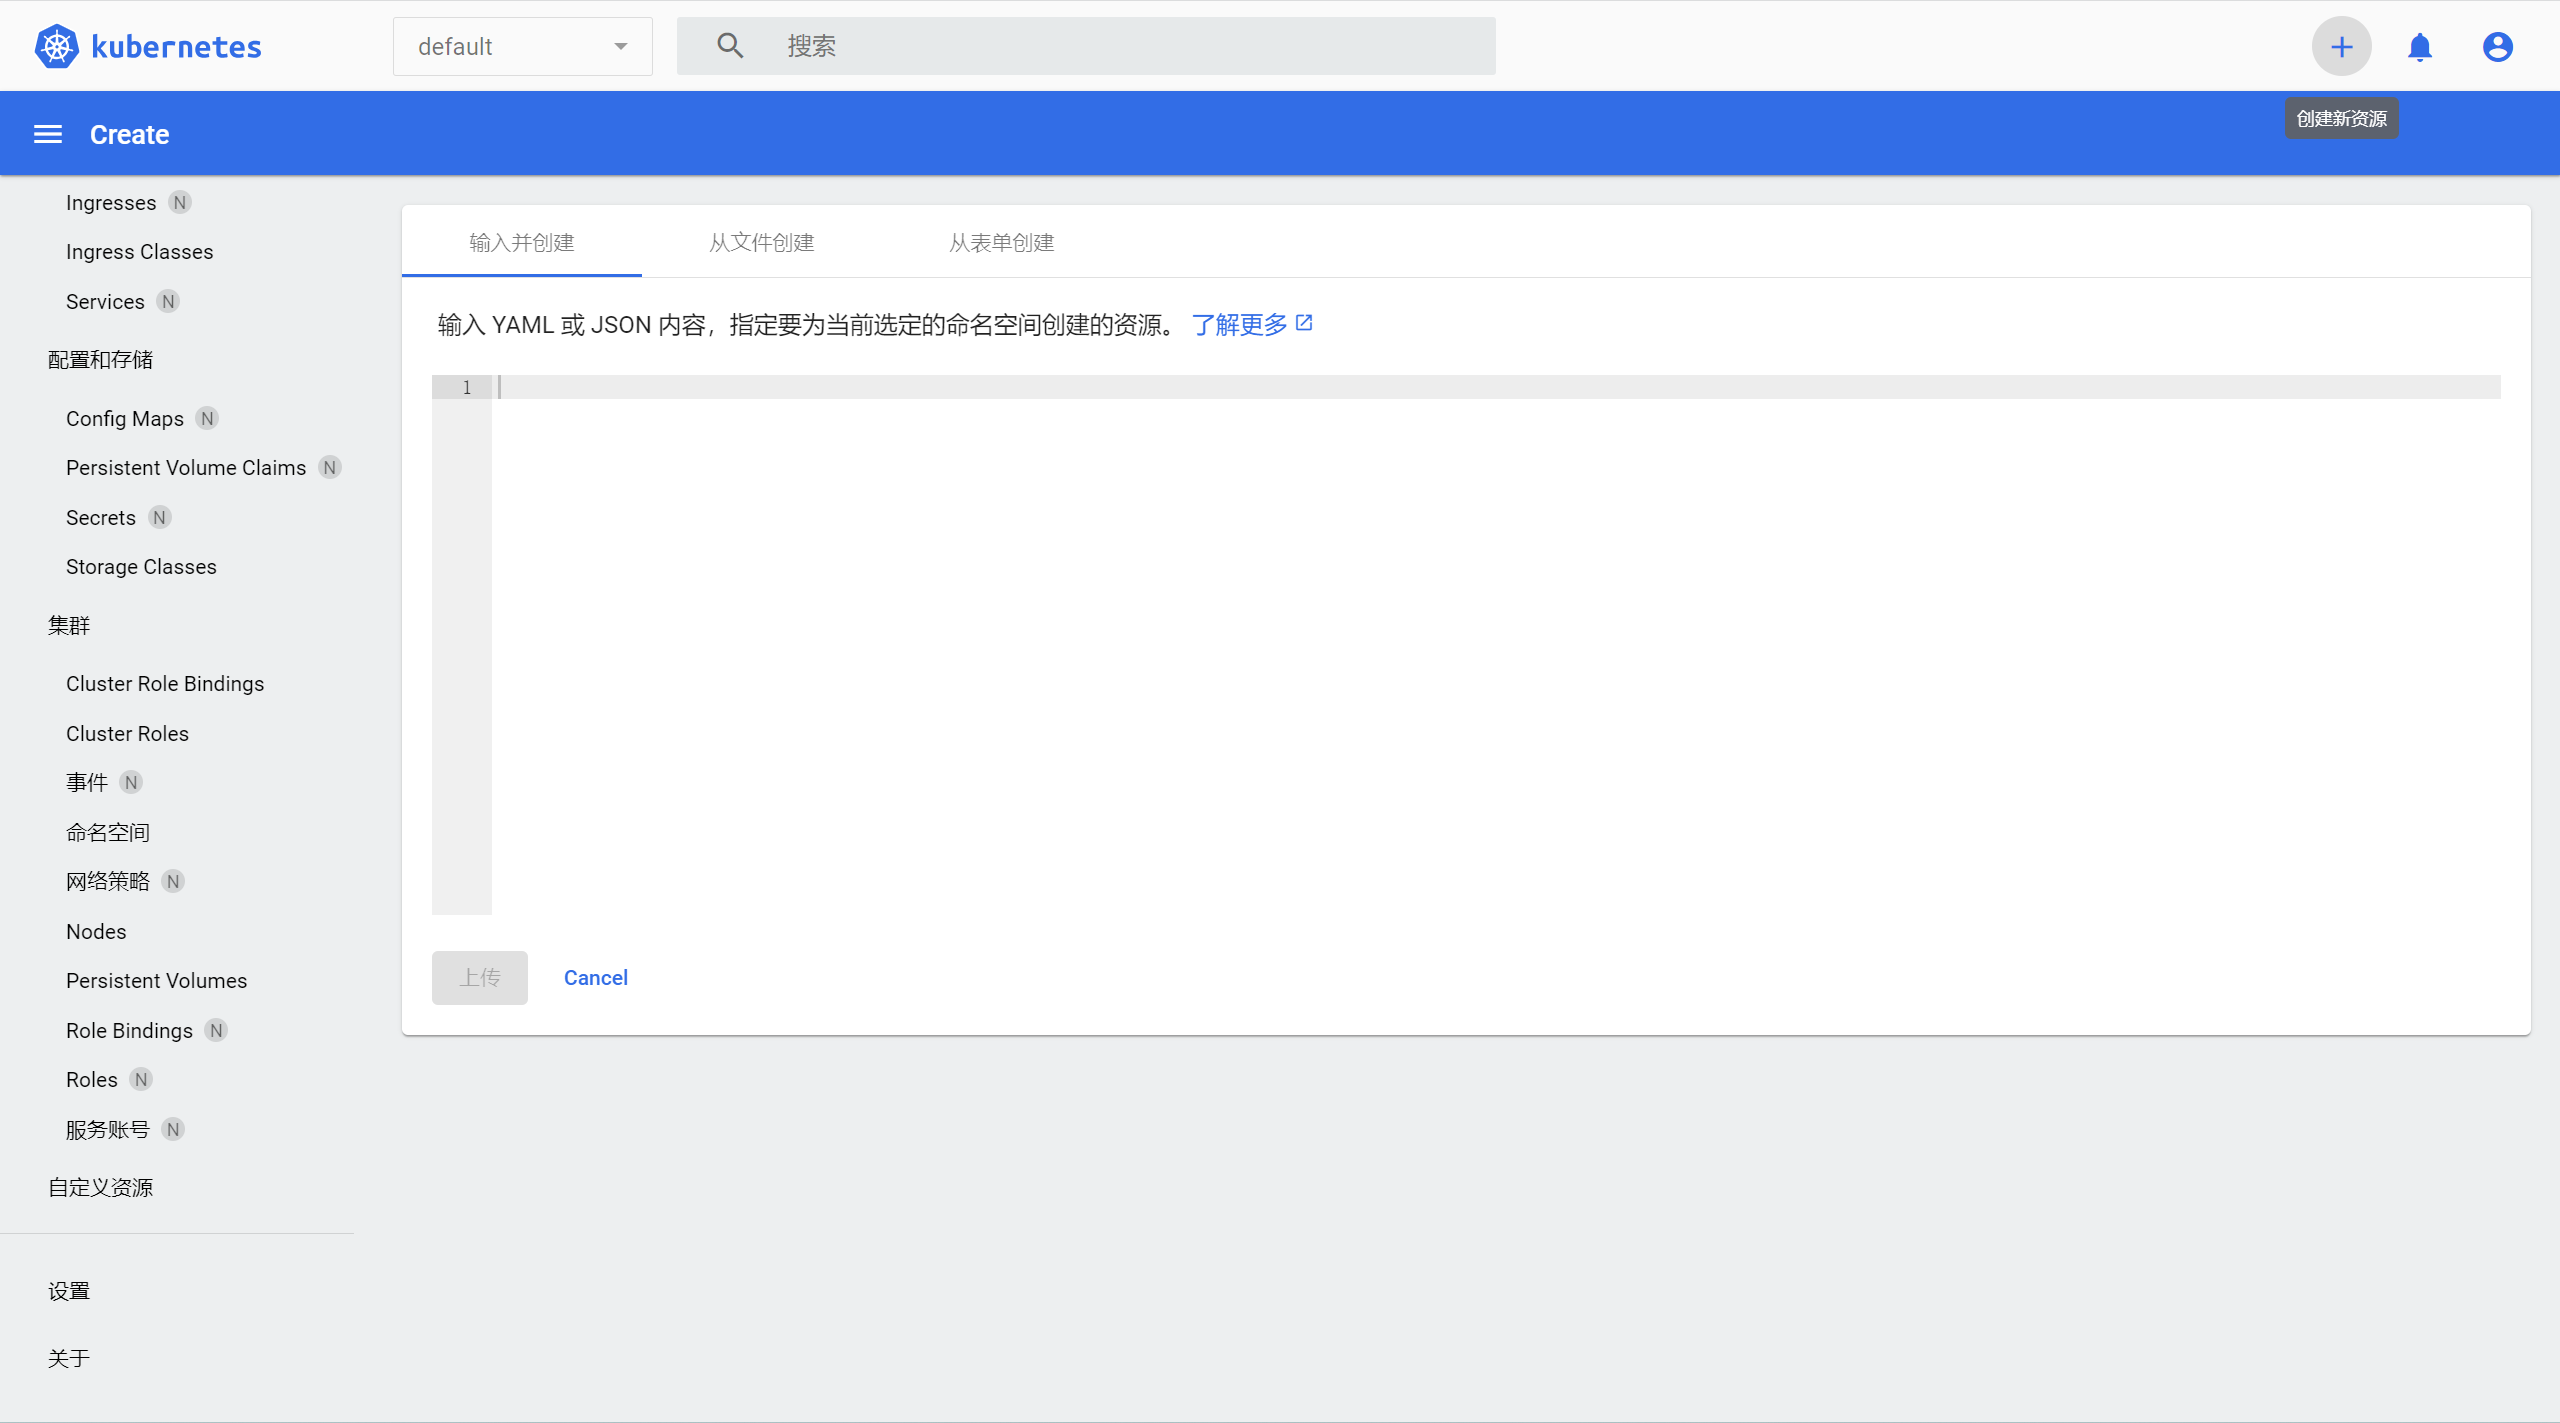 kubernetes
default
搜索
Create
创建新资源
Ingresses N
Ingress Classes
Services N
配置和存储
Config Maps N
Persistent Volume Claims N
Secrets N
Storage Classes
集群
Cluster Role Bindings
Cluster Roles
事件 N
命名空间
网络策略 N
Nodes
Persistent Volumes
Role Bindings N
Roles N
服务账号 N
自定义资源
设置
关于
输入并创建
从文件创建
从表单创建
输入 YAML 或 JSON 内容，指定要为当前选定的命名空间创建的资源。 了解更多
1
上传
Cancel